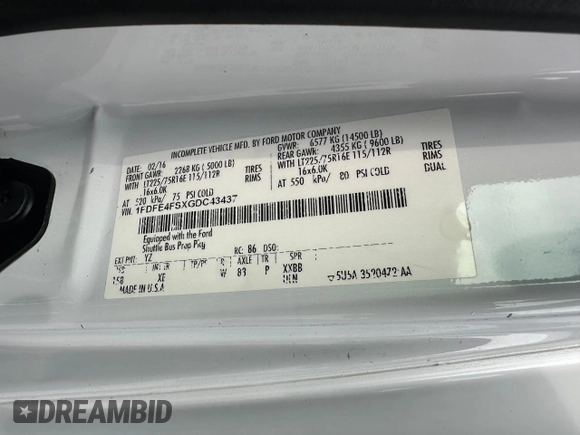 INCOMPLETE VEHICLE MFD. BY FORD MOTOR COMPANY
DATE: 02/16 GVWR: 6577 KG (14500 LB)
FRONT GAWR: 2268 KG ( 5000 LB) REAR GAWR: 4355 KG ( 9600 LB)
WITH TIRES WITH TIRES
LT225/75R16E 115/112R RIMS LT225/75R16E 115/112R RIMS
16x6.0K 16x6.0K DUAL
AT 520 kPa/ 75 PSI COLD AT 550 kPa/ 80 PSI COLD
VIN: 1FDFE4FSXGDC43437
Equipped with the Ford
Shuttle Bus Prep Pkg
EXT PNT: YZ RC: 86 DSO:
AXLE TR SPR
158 XE W 83 P
MADE IN U.S.A.
DREAMBID